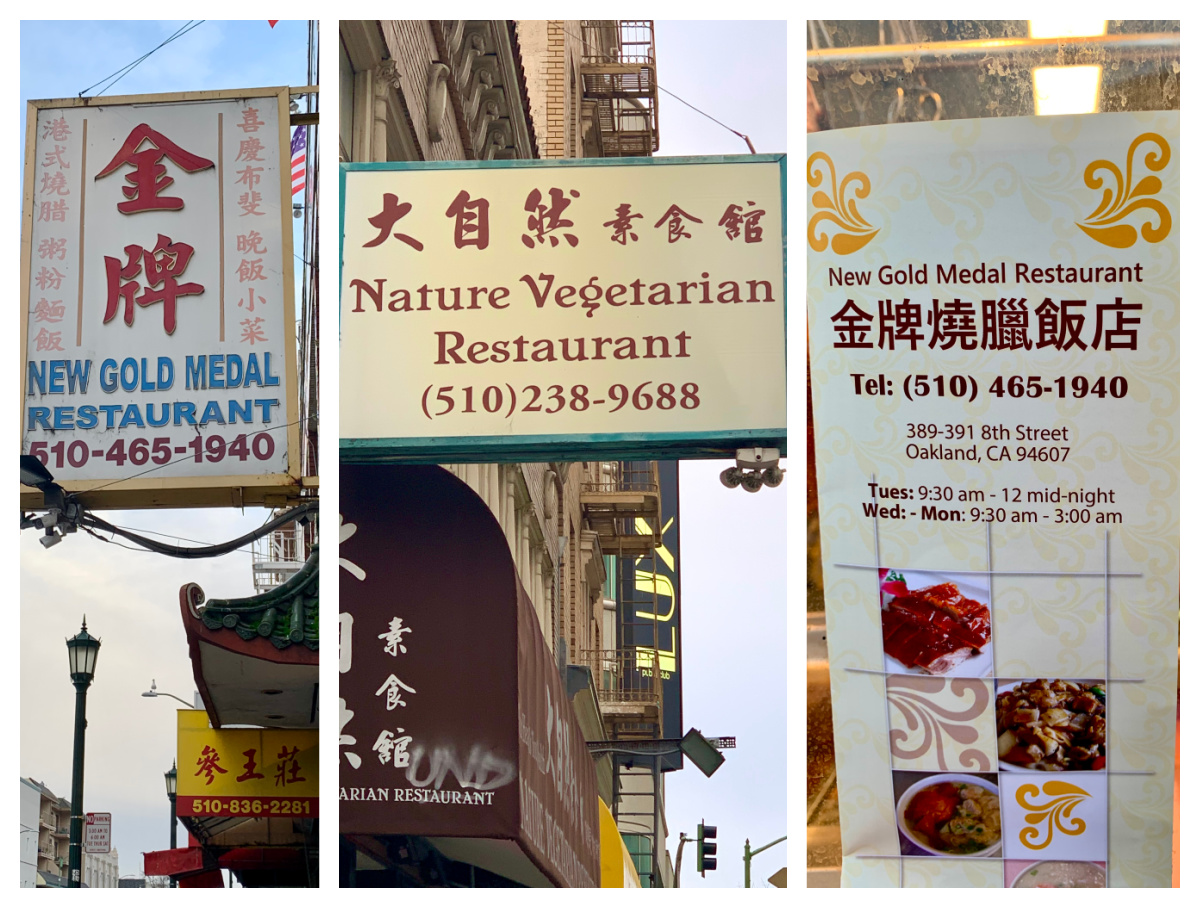 港式燒腊 粥粉麵飯
金牌
喜慶布斐 晚飯小菜
NEW GOLD MEDAL
RESTAURANT
510-465-1940
參王莊
510-836-2281
NO PARKING
大自然素食館
Nature Vegetarian
Restaurant
(510)238-9688
素食館
UND
ARIAN RESTAURANT
LUX
New Gold Medal Restaurant
金牌燒臘飯店
Tel: (510) 465-1940
389-391 8th Street
Oakland, CA 94607
Tues: 9:30 am - 12 mid-night
Wed: - Mon: 9:30 am - 3:00 am